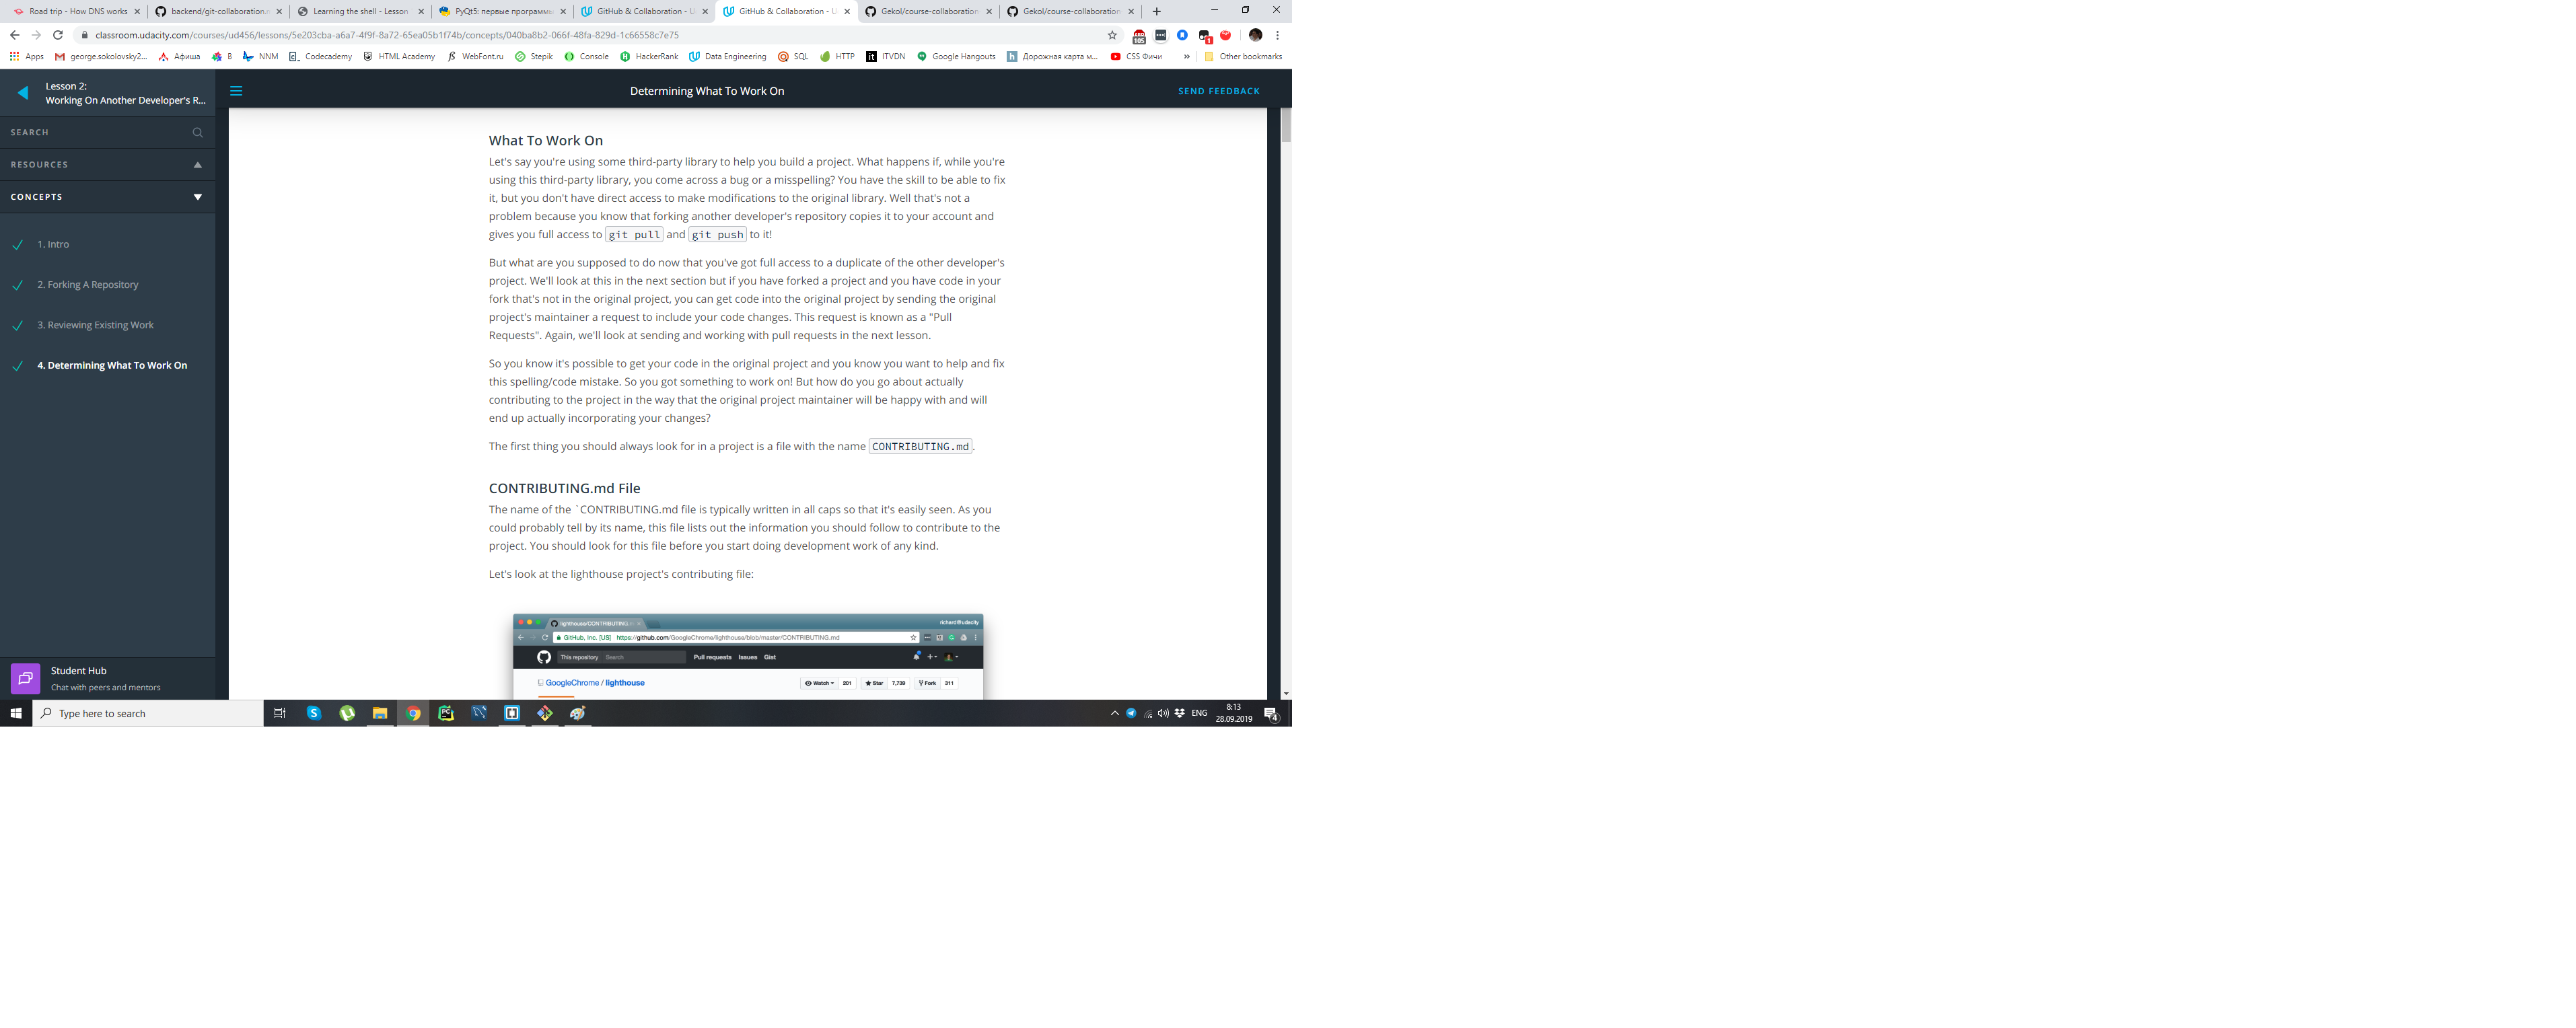 Road trip - How DNS works
backend/git-collaboration.m
Learning the shell - Lesson
PyQt5: первые программы
GitHub & Collaboration - U
GitHub & Collaboration - U
Gekol/course-collaboration
Gekol/course-collaboration
classroom.udacity.com/courses/ud456/lessons/5e203cba-a6a7-4f9f-8a72-65ea05b1f74b/concepts/040ba8b2-066f-48fa-829d-1c66558c7e75
105
1
Apps
george.sokolovsky2...
Афиша
В
NNM
Codecademy
HTML Academy
WebFont.ru
Stepik
Console
HackerRank
Data Engineering
SQL
HTTP
ITVDN
Google Hangouts
Дорожная карта м...
CSS Фичи
»
Other bookmarks
Lesson 2:
Working On Another Developer's R...
Determining What To Work On
SEND FEEDBACK
SEARCH
RESOURCES
CONCEPTS
1. Intro
2. Forking A Repository
3. Reviewing Existing Work
4. Determining What To Work On
Student Hub
Chat with peers and mentors
What To Work On
Let's say you're using some third-party library to help you build a project. What happens if, while you're
using this third-party library, you come across a bug or a misspelling? You have the skill to be able to fix
it, but you don't have direct access to make modifications to the original library. Well that's not a
problem because you know that forking another developer's repository copies it to your account and
gives you full access to git pull and git push to it!
But what are you supposed to do now that you've got full access to a duplicate of the other developer's
project. We'll look at this in the next section but if you have forked a project and you have code in your
fork that's not in the original project, you can get code into the original project by sending the original
project's maintainer a request to include your code changes. This request is known as a "Pull
Requests". Again, we'll look at sending and working with pull requests in the next lesson.
So you know it's possible to get your code in the original project and you know you want to help and fix
this spelling/code mistake. So you got something to work on! But how do you go about actually
contributing to the project in the way that the original project maintainer will be happy with and will
end up actually incorporating your changes?
The first thing you should always look for in a project is a file with the name CONTRIBUTING.md.
CONTRIBUTING.md File
The name of the `CONTRIBUTING.md file is typically written in all caps so that it's easily seen. As you
could probably tell by its name, this file lists out the information you should follow to contribute to the
project. You should look for this file before you start doing development work of any kind.
Let's look at the lighthouse project's contributing file:
lighthouse/CONTRIBUTING.m
richard@udacity
GitHub, Inc. [US] https://github.com/GoogleChrome/lighthouse/blob/master/CONTRIBUTING.md
This repository Search
Pull requests Issues Gist
GoogleChrome / lighthouse
Watch 201
Star 7,739
Fork 311
Type here to search
ENG
8:13
28.09.2019
4